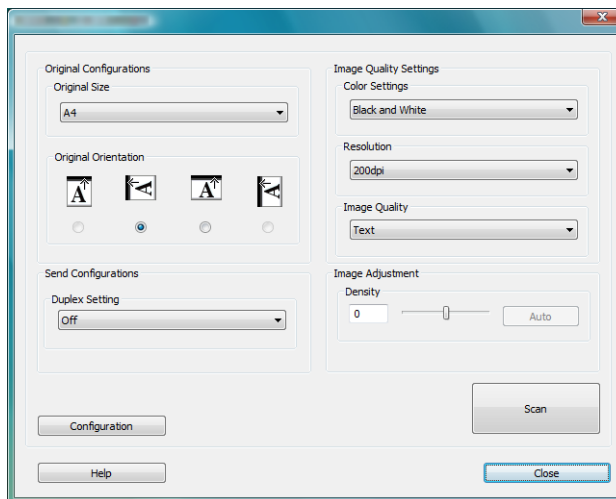 Original Configurations
Original Size
A4
Original Orientation
A A A A
Send Configurations
Duplex Setting
Off
Configuration
Help
Image Quality Settings
Color Settings
Black and White
Resolution
200dpi
Image Quality
Text
Image Adjustment
Density
0
Auto
Scan
Close